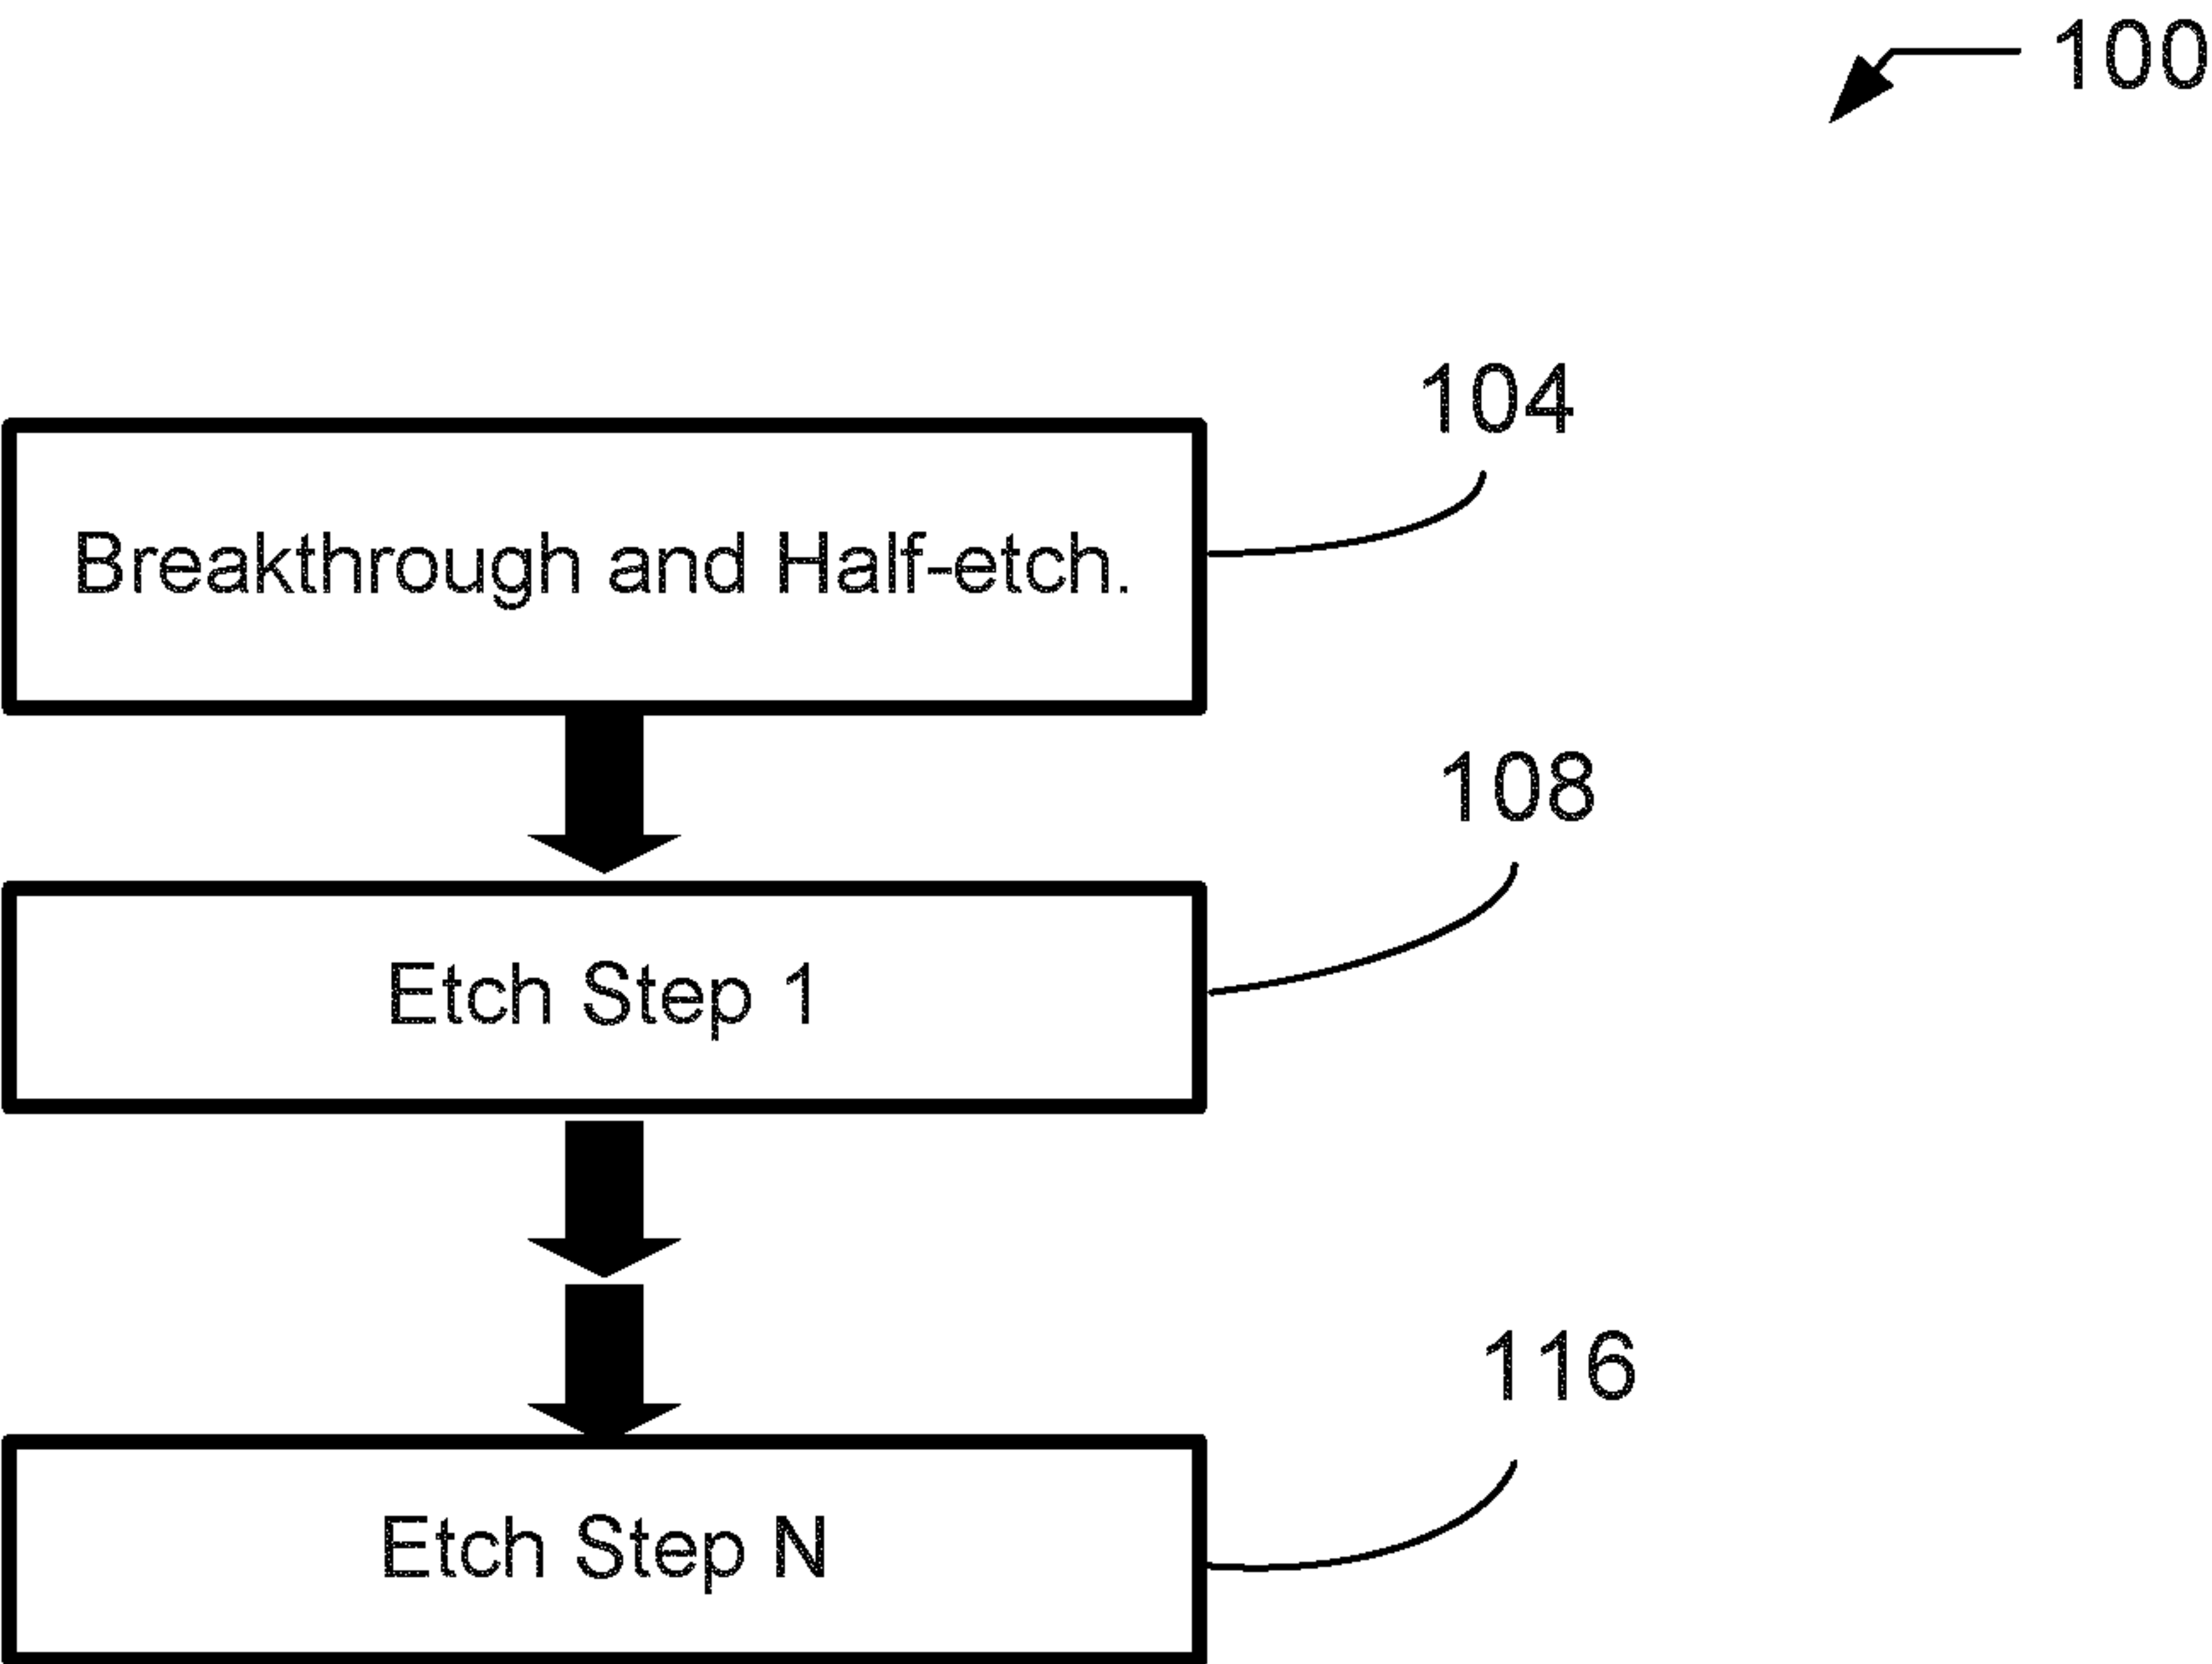 100
104
Breakthrough and Half-etch.
108
Etch Step 1
116
Etch Step N